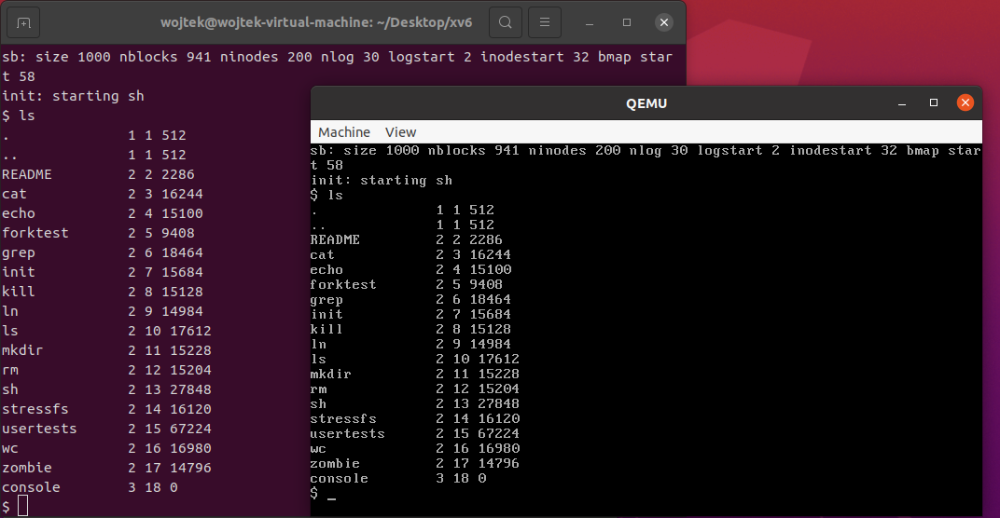 wojtek@wojtek-virtual-machine: ~/Desktop/xv6
sb: size 1000 nblocks 941 ninodes 200 nlog 30 logstart 2 inodestart 32 bmap star
t 58
init: starting sh
$ ls
.              1 1 512
..             1 1 512
README         2 2 2286
cat            2 3 16244
echo           2 4 15100
forktest       2 5 9408
grep           2 6 18464
init           2 7 15684
kill           2 8 15128
ln             2 9 14984
ls             2 10 17612
mkdir          2 11 15228
rm             2 12 15204
sh             2 13 27848
stressfs       2 14 16120
usertests      2 15 67224
wc             2 16 16980
zombie         2 17 14796
console        3 18 0
$
QEMU
Machine View
sb: size 1000 nblocks 941 ninodes 200 nlog 30 logstart 2 inodestart 32 bmap star
t 58
init: starting sh
$ ls
.              1 1 512
..             1 1 512
README         2 2 2286
cat            2 3 16244
echo           2 4 15100
forktest       2 5 9408
grep           2 6 18464
init           2 7 15684
kill           2 8 15128
ln             2 9 14984
ls             2 10 17612
mkdir          2 11 15228
rm             2 12 15204
sh             2 13 27848
stressfs       2 14 16120
usertests      2 15 67224
wc             2 16 16980
zombie         2 17 14796
console        3 18 0
$ _